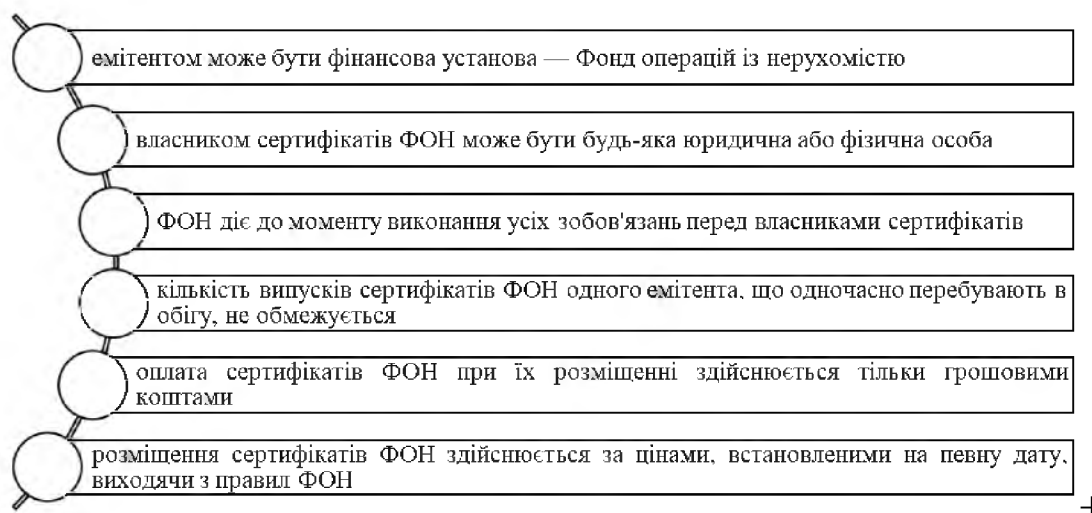 емітентом може бути фінансова установа — Фонд операцій із нерухомістю
власником сертифікатів ФОН може бути будь-яка юридична або фізична особа
ФОН діє до моменту виконання усіх зобов'язань перед власниками сертифікатів
кількість випусків сертифікатів ФОН одного емітента, що одночасно перебувають в
обігу, не обмежується
оплата сертифікатів ФОН при їх розміщенні здійснюється тільки грошовими
коштами
розміщення сертифікатів ФОН здійснюється за цінами, встановленими на певну дату,
виходячи з правил ФОН